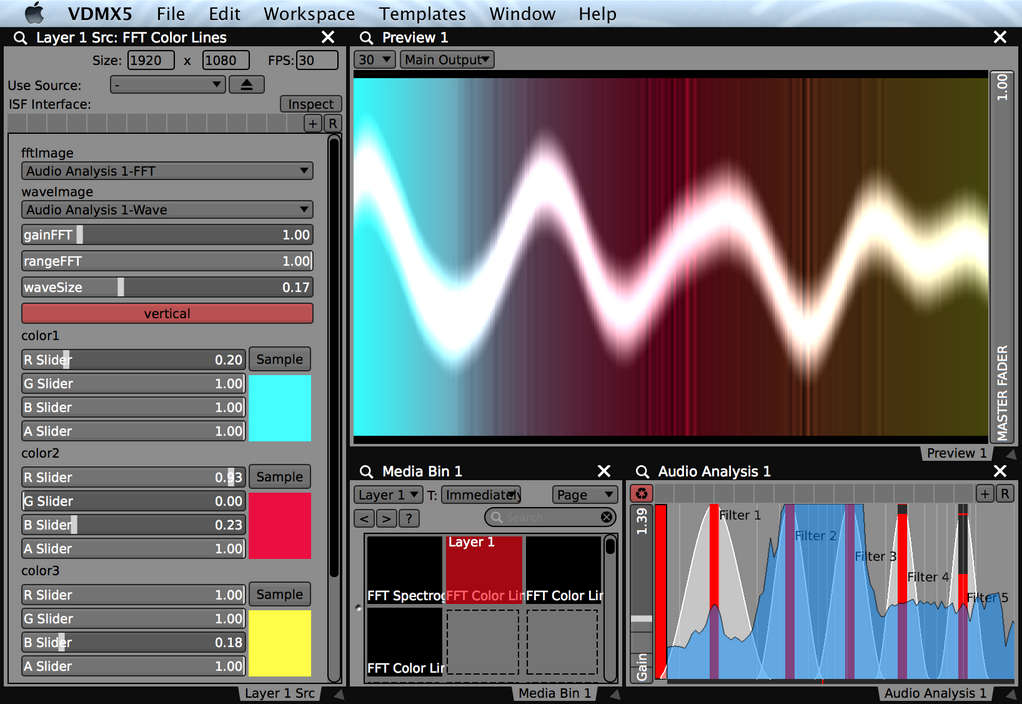 VDMX5 File Edit Workspace Templates Window Help
Layer 1 Src: FFT Color Lines
Size: 1920 x 1080 FPS: 30
Use Source: -
ISF Interface:
Inspect
+ R
fftImage
Audio Analysis 1-FFT
waveImage
Audio Analysis 1-Wave
gainFFT 1.00
rangeFFT 1.00
waveSize 0.17
vertical
color1
R Slider 0.20 Sample
G Slider 1.00
B Slider 1.00
A Slider 1.00
color2
R Slider 0.93 Sample
G Slider 0.00
B Slider 0.23
A Slider 1.00
color3
R Slider 1.00 Sample
G Slider 1.00
B Slider 0.18
A Slider 1.00
Layer 1 Src
Preview 1
30 Main Output
1.00
MASTER FADER
Preview 1
Media Bin 1
Layer 1 T: Immediately Page
< > ? Search
Layer 1
FFT Spectrog FFT Color Lir FFT Color Lir
FFT Color Lir
Media Bin 1
Audio Analysis 1
+ R
1.39
Gain
Filter 1
Filter 2
Filter 3
Filter 4
Filter 5
Audio Analysis 1